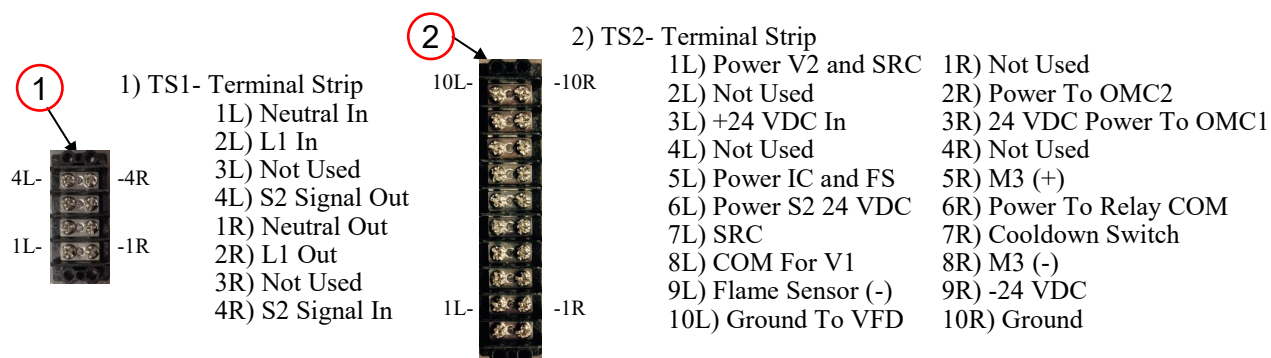 1
4L-
-4R
1L-
-1R
1) TS1- Terminal Strip
1L) Neutral In
2L) L1 In
3L) Not Used
4L) S2 Signal Out
1R) Neutral Out
2R) L1 Out
3R) Not Used
4R) S2 Signal In
2
10L-
-10R
1L-
-1R
2) TS2- Terminal Strip
1L) Power V2 and SRC
2L) Not Used
3L) +24 VDC In
4L) Not Used
5L) Power IC and FS
6L) Power S2 24 VDC
7L) SRC
8L) COM For V1
9L) Flame Sensor (-)
10L) Ground To VFD
1R) Not Used
2R) Power To OMC2
3R) 24 VDC Power To OMC1
4R) Not Used
5R) M3 (+)
6R) Power To Relay COM
7R) Cooldown Switch
8R) M3 (-)
9R) -24 VDC
10R) Ground